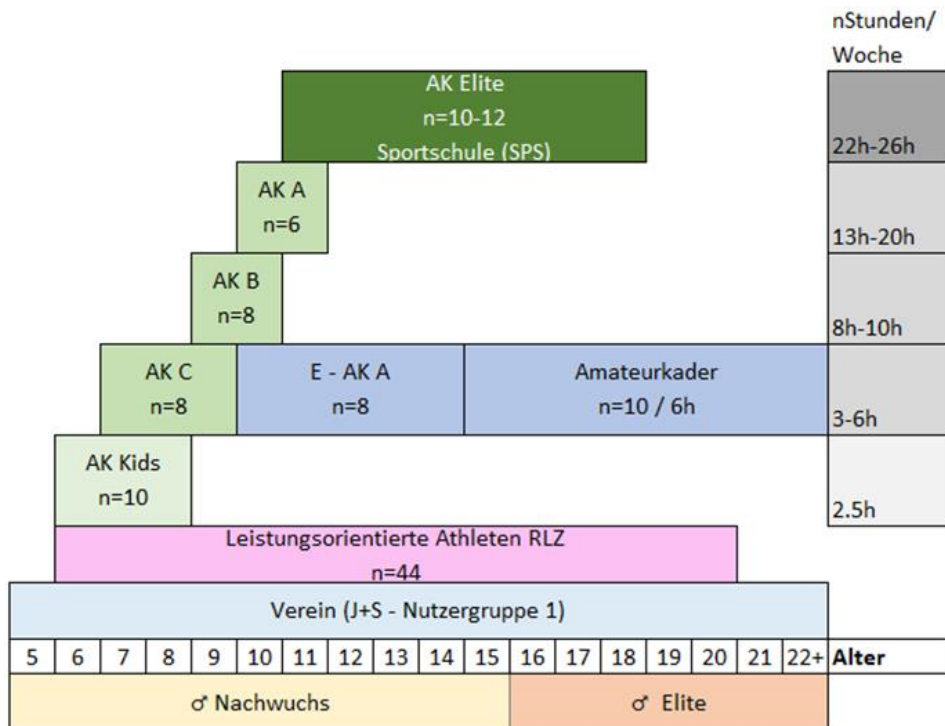 nStunden/
Woche
AK Elite
n=10-12
Sportschule (SPS)
22h-26h
AK A
n=6
13h-20h
AK B
n=8
8h-10h
AK C
n=8
E - AK A
n=8
Amateurkader
n=10 / 6h
3-6h
AK Kids
n=10
2.5h
Leistungsorientierte Athleten RLZ
n=44
Verein (J+S - Nutzergruppe 1)
5 6 7 8 9 10 11 12 13 14 15 16 17 18 19 20 21 22+ Alter
♂ Nachwuchs ♂ Elite